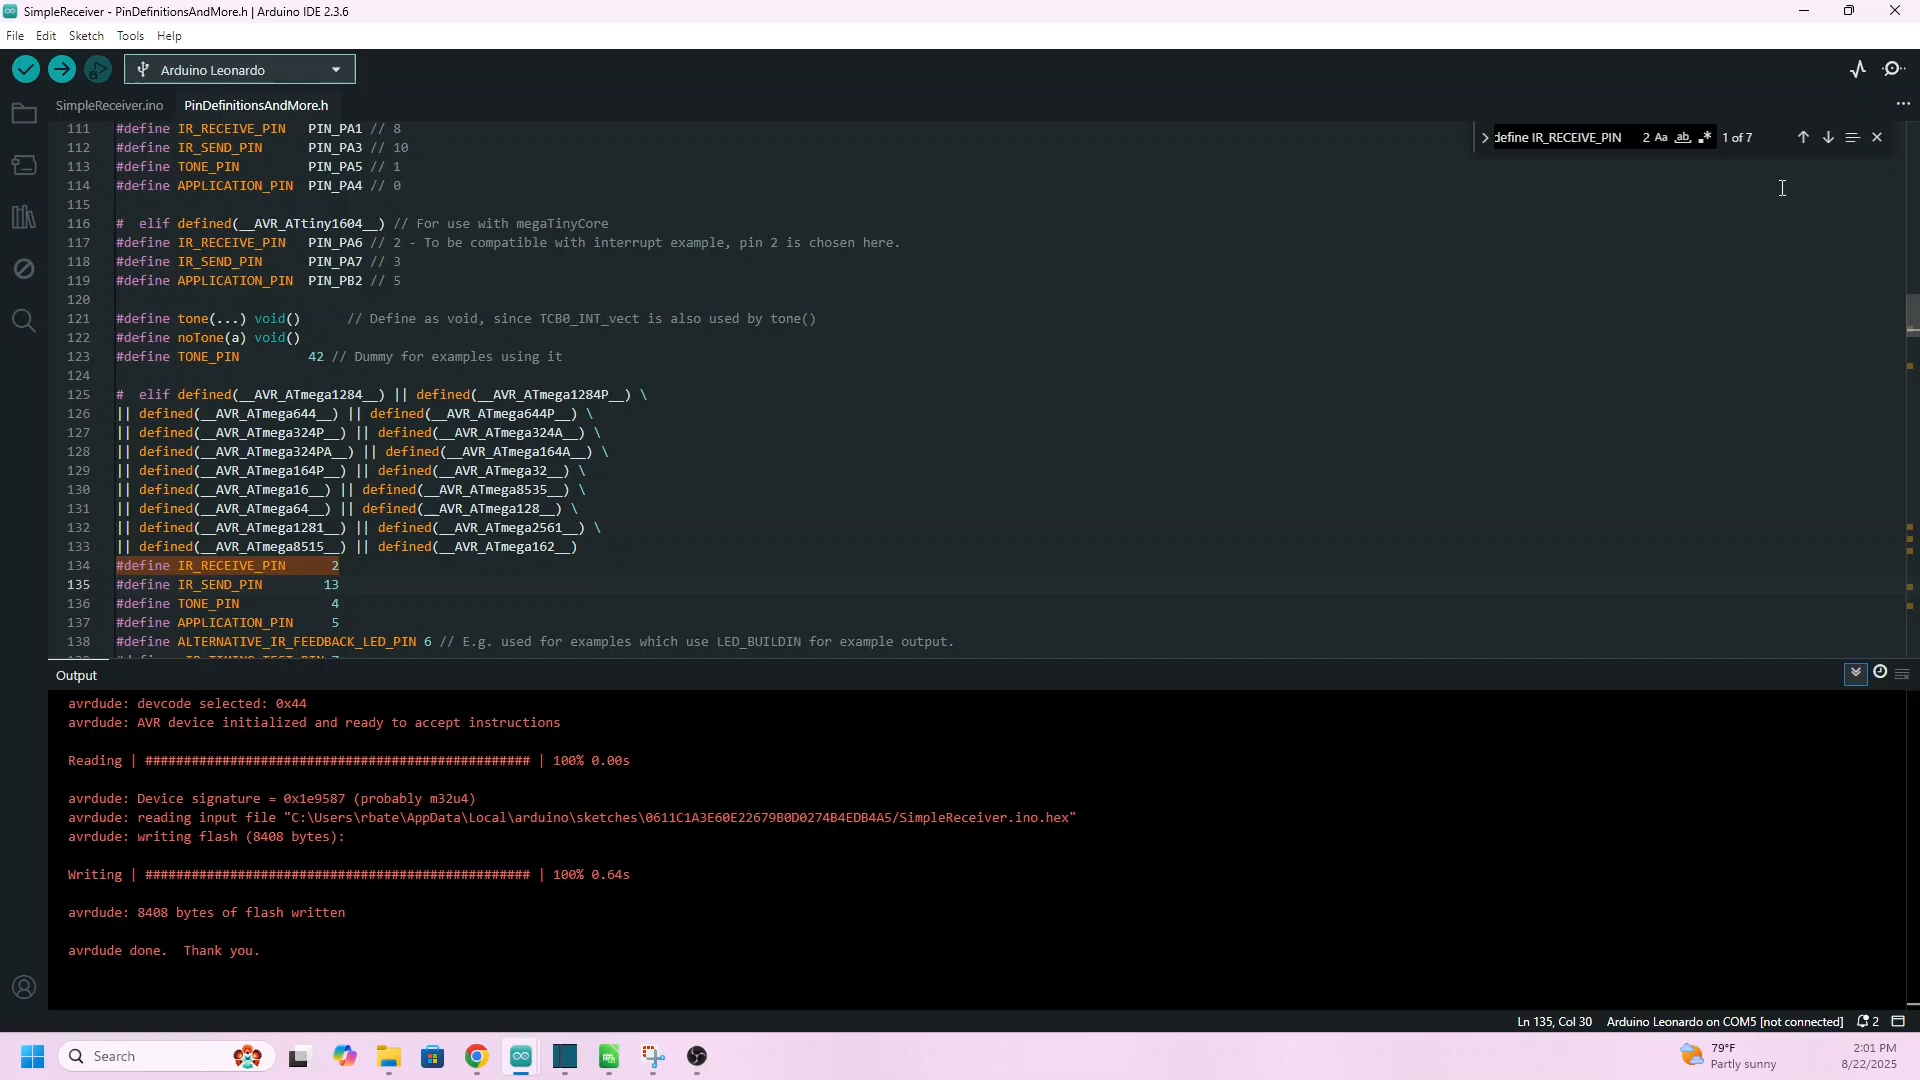 SimpleReceiver - PinDefinitionsAndMore.h | Arduino IDE 2.3.6
File Edit Sketch Tools Help
Arduino Leonardo
SimpleReceiver.ino PinDefinitionsAndMore.h
define IR_RECEIVE_PIN 2 Aa ab 1 of 7
111 #define IR_RECEIVE_PIN PIN_PA1 // 8
112 #define IR_SEND_PIN PIN_PA3 // 10
113 #define TONE_PIN PIN_PA5 // 1
114 #define APPLICATION_PIN PIN_PA4 // 0
115
116 # elif defined(__AVR_ATtiny1604__) // For use with megaTinyCore
117 #define IR_RECEIVE_PIN PIN_PA6 // 2 - To be compatible with interrupt example, pin 2 is chosen here.
118 #define IR_SEND_PIN PIN_PA7 // 3
119 #define APPLICATION_PIN PIN_PB2 // 5
120
121 #define tone(...) void() // Define as void, since TCB0_INT_vect is also used by tone()
122 #define noTone(a) void()
123 #define TONE_PIN 42 // Dummy for examples using it
124
125 # elif defined(__AVR_ATmega1284__) || defined(__AVR_ATmega1284P__) \
126 || defined(__AVR_ATmega644__) || defined(__AVR_ATmega644P__) \
127 || defined(__AVR_ATmega324P__) || defined(__AVR_ATmega324A__) \
128 || defined(__AVR_ATmega324PA__) || defined(__AVR_ATmega164A__) \
129 || defined(__AVR_ATmega164P__) || defined(__AVR_ATmega32__) \
130 || defined(__AVR_ATmega16__) || defined(__AVR_ATmega8535__) \
131 || defined(__AVR_ATmega64__) || defined(__AVR_ATmega128__) \
132 || defined(__AVR_ATmega1281__) || defined(__AVR_ATmega2561__) \
133 || defined(__AVR_ATmega8515__) || defined(__AVR_ATmega162__)
134 #define IR_RECEIVE_PIN 2
135 #define IR_SEND_PIN 13
136 #define TONE_PIN 4
137 #define APPLICATION_PIN 5
138 #define ALTERNATIVE_IR_FEEDBACK_LED_PIN 6 // E.g. used for examples which use LED_BUILDIN for example output.
Output
avrdude: devcode selected: 0x44
avrdude: AVR device initialized and ready to accept instructions
Reading | ################################################## | 100% 0.00s
avrdude: Device signature = 0x1e9587 (probably m32u4)
avrdude: reading input file "C:\Users\rbate\AppData\Local\arduino\sketches\0611C1A3E60E22679B0D0274B4EDB4A5/SimpleReceiver.ino.hex"
avrdude: writing flash (8408 bytes):
Writing | ################################################## | 100% 0.64s
avrdude: 8408 bytes of flash written
avrdude done. Thank you.
Ln 135, Col 30 Arduino Leonardo on COM5 [not connected] 2
Search
79°F
Partly sunny
2:01 PM
8/22/2025